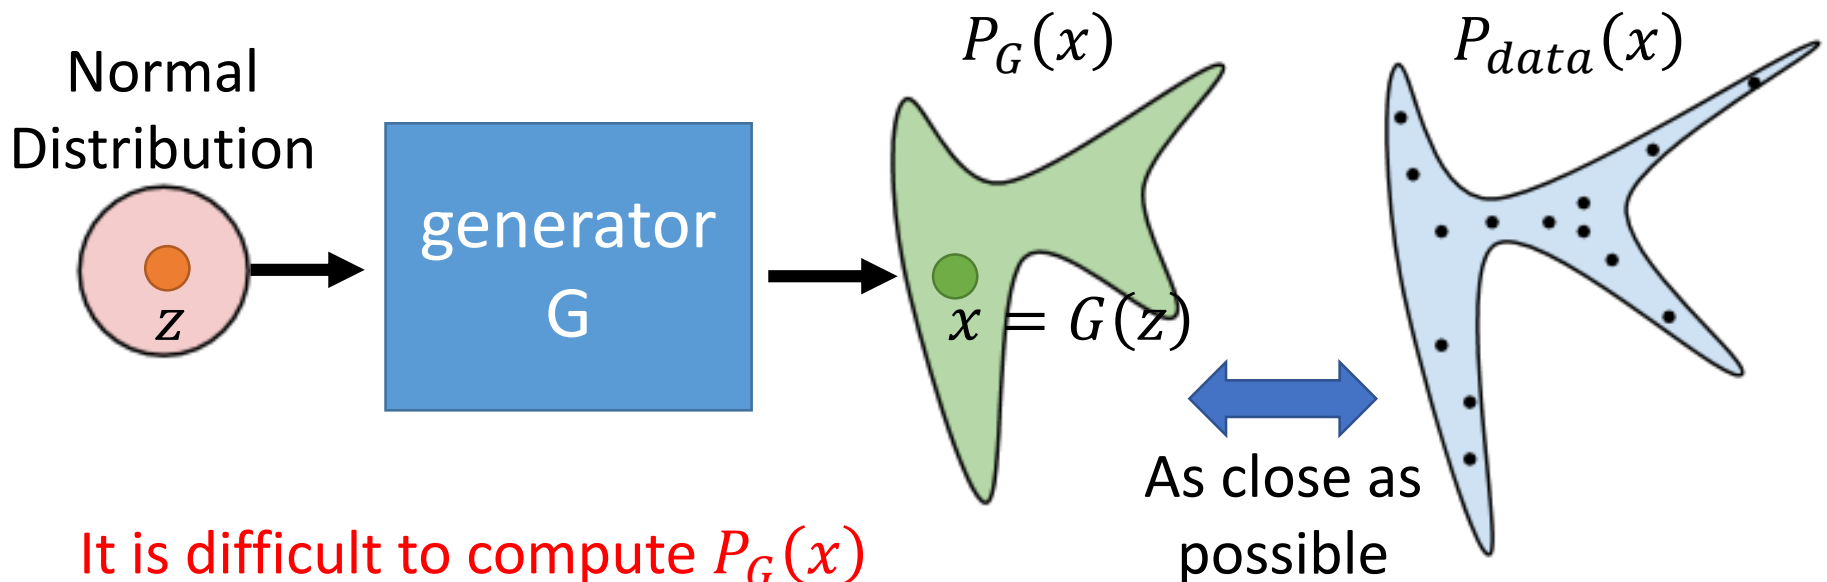 Normal
Distribution
z
generator
G
P_G(x)
x = G(z)
P_data(x)
As close as
possible
It is difficult to compute P_G(x)